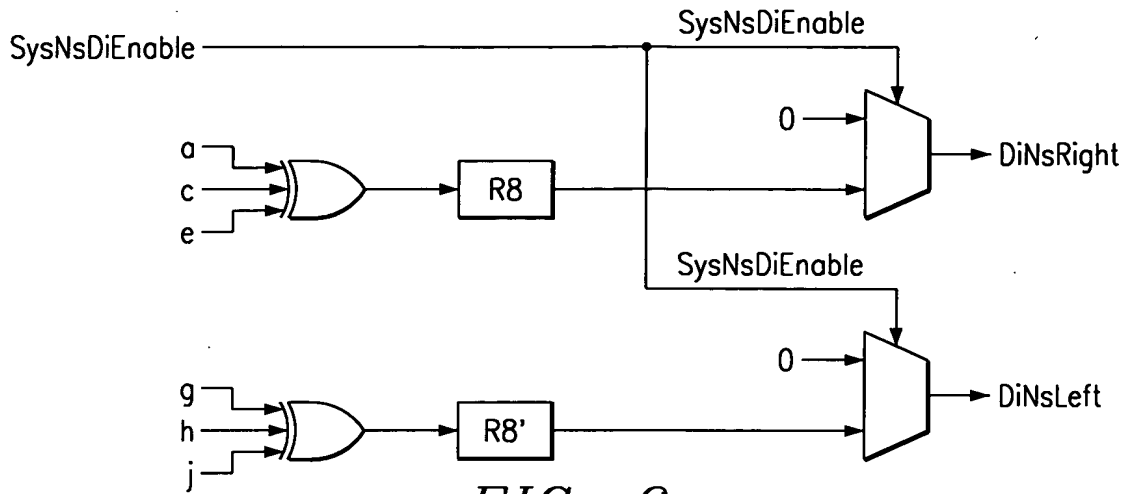 SysNsDiEnable
SysNsDiEnable
0
DiNsRight
a
c
e
R8
SysNsDiEnable
0
DiNsLeft
g
h
j
R8'